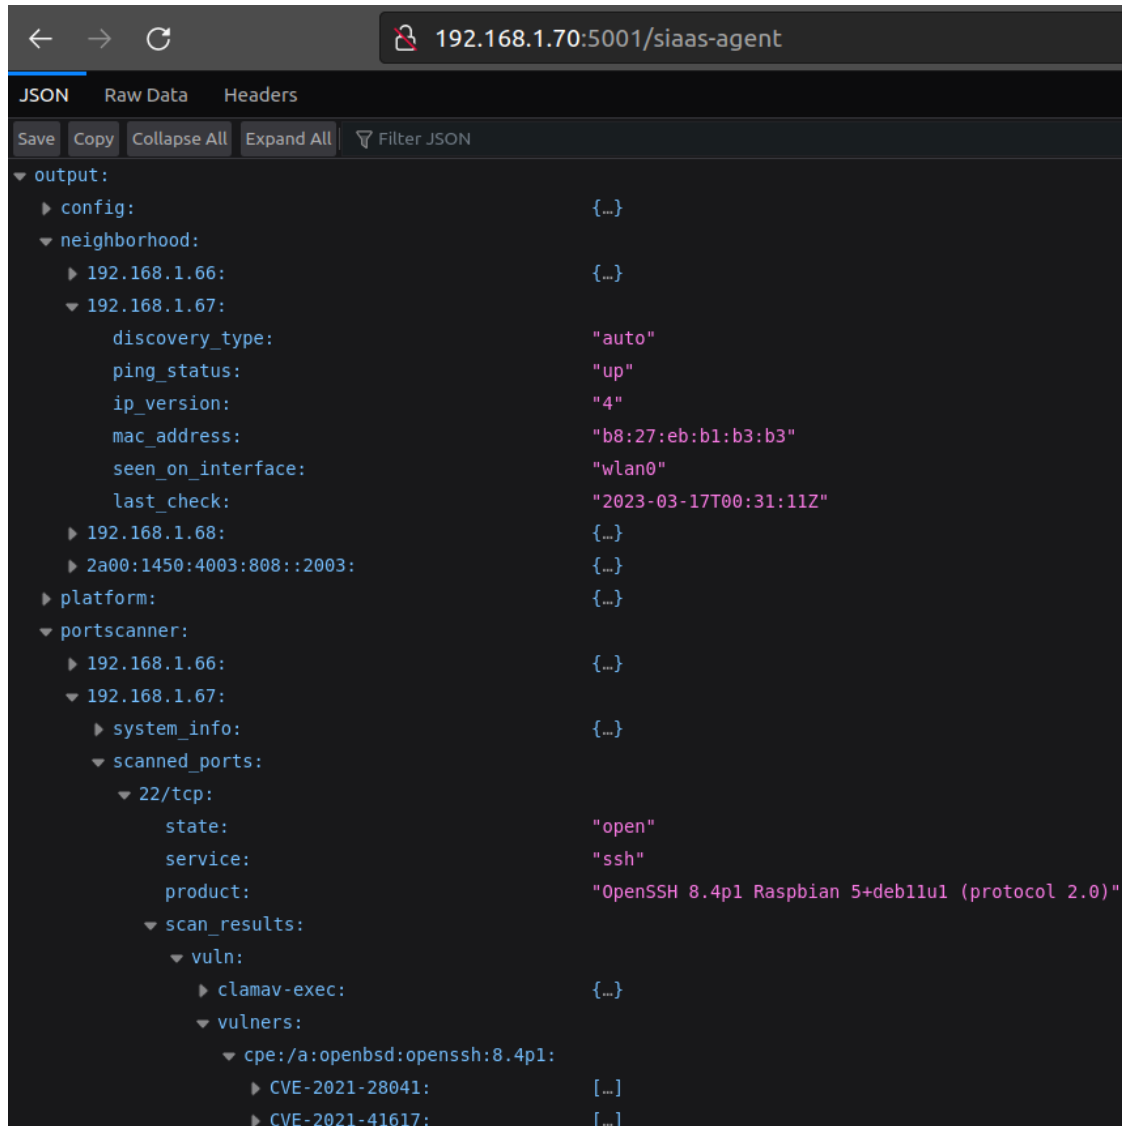 192.168.1.70:5001/siaas-agent
JSON Raw Data Headers
Save Copy Collapse All Expand All Filter JSON
output:
config: {…}
neighborhood:
192.168.1.66: {…}
192.168.1.67:
discovery_type: "auto"
ping_status: "up"
ip_version: "4"
mac_address: "b8:27:eb:b1:b3:b3"
seen_on_interface: "wlan0"
last_check: "2023-03-17T00:31:11Z"
192.168.1.68: {…}
2a00:1450:4003:808::2003: {…}
platform: {…}
portscanner:
192.168.1.66: {…}
192.168.1.67:
system_info: {…}
scanned_ports:
22/tcp:
state: "open"
service: "ssh"
product: "OpenSSH 8.4p1 Raspbian 5+deb11u1 (protocol 2.0)"
scan_results:
vuln:
clamav-exec: {…}
vulners:
cpe:/a:openbsd:openssh:8.4p1:
CVE-2021-28041: […]
CVE-2021-41617: […]